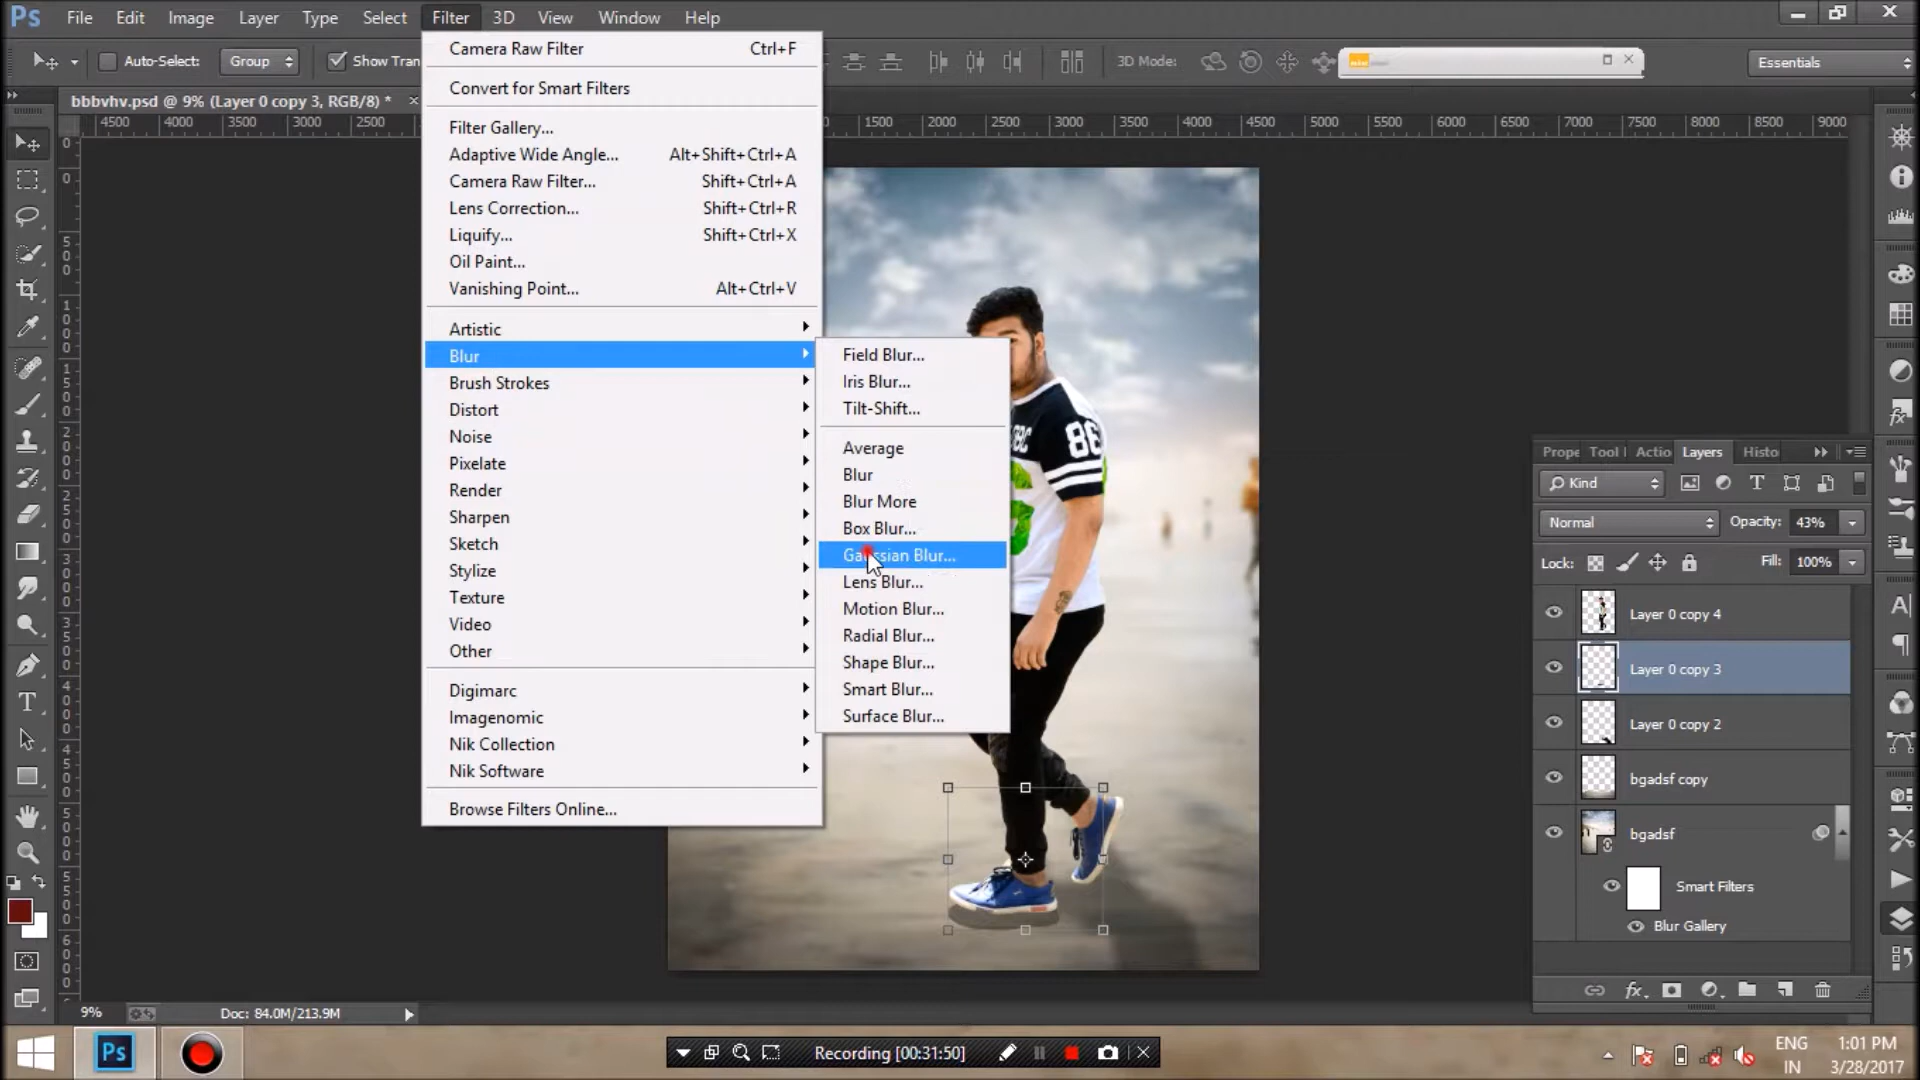 Ps File Edit Image Layer Type Select Filter 3D View Window Help
Auto-Select: Group Show Tran 3D Mode: Essentials
bbbvhv.psd @ 9% (Layer 0 copy 3, RGB/8) *
4500 4000 3500 3000 2500 0 1500 2000 2500 3000 3500 4000 4500 5000 5500 6000 6500 7000 7500 8000 8500 9000
Camera Raw Filter Ctrl+F
Convert for Smart Filters
Filter Gallery...
Adaptive Wide Angle... Alt+Shift+Ctrl+A
Camera Raw Filter... Shift+Ctrl+A
Lens Correction... Shift+Ctrl+R
Liquify... Shift+Ctrl+X
Oil Paint...
Vanishing Point... Alt+Ctrl+V
Artistic
Blur
Brush Strokes
Distort
Noise
Pixelate
Render
Sharpen
Sketch
Stylize
Texture
Video
Other
Digimarc
Imagenomic
Nik Collection
Nik Software
Browse Filters Online...
Field Blur...
Iris Blur...
Tilt-Shift...
Average
Blur
Blur More
Box Blur...
Gaussian Blur...
Lens Blur...
Motion Blur...
Radial Blur...
Shape Blur...
Smart Blur...
Surface Blur...
86
Prope Tool Actio Layers Histo
Kind
Normal Opacity: 43%
Lock: Fill: 100%
Layer 0 copy 4
Layer 0 copy 3
Layer 0 copy 2
bgadsf copy
bgadsf
Smart Filters
Blur Gallery
9% Doc: 84.0M/213.9M
Ps Recording [00:31:50]
ENG 1:01 PM
IN 3/28/2017